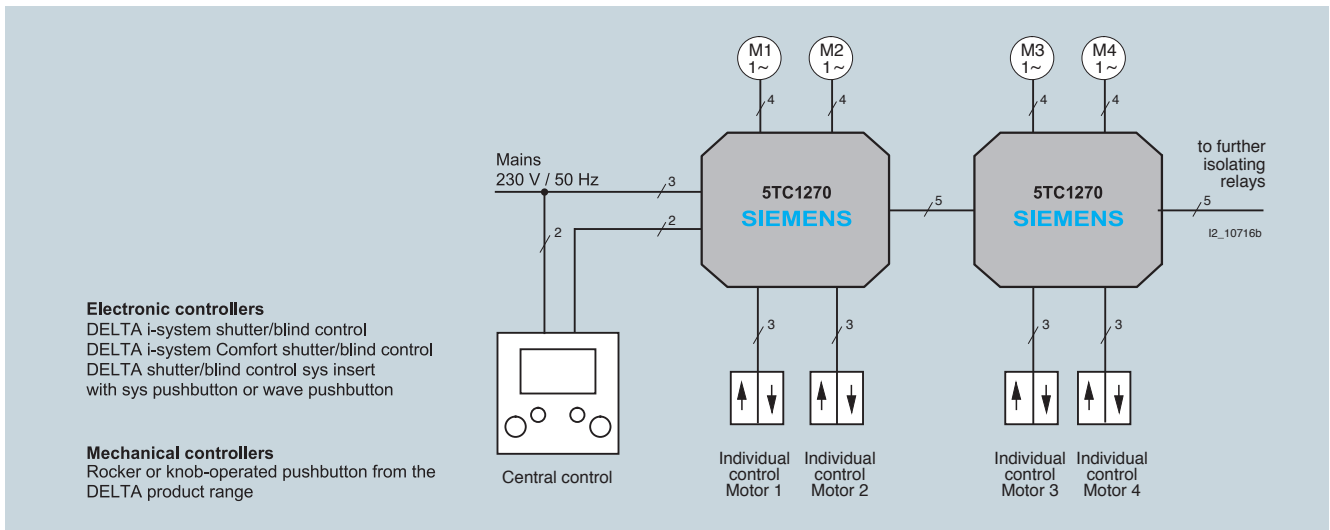 M1
1~
M2
1~
M3
1~
M4
1~
4
4
4
4
Mains
230 V / 50 Hz
3
2
2
5TC1270
SIEMENS
5
5TC1270
SIEMENS
to further
isolating
relays
5
I2_10716b
3
3
3
3
Electronic controllers
DELTA i-system shutter/blind control
DELTA i-system Comfort shutter/blind control
DELTA shutter/blind control sys insert
with sys pushbutton or wave pushbutton
Mechanical controllers
Rocker or knob-operated pushbutton from the
DELTA product range
Central control
Individual
control
Motor 1
Individual
control
Motor 2
Individual
control
Motor 3
Individual
control
Motor 4